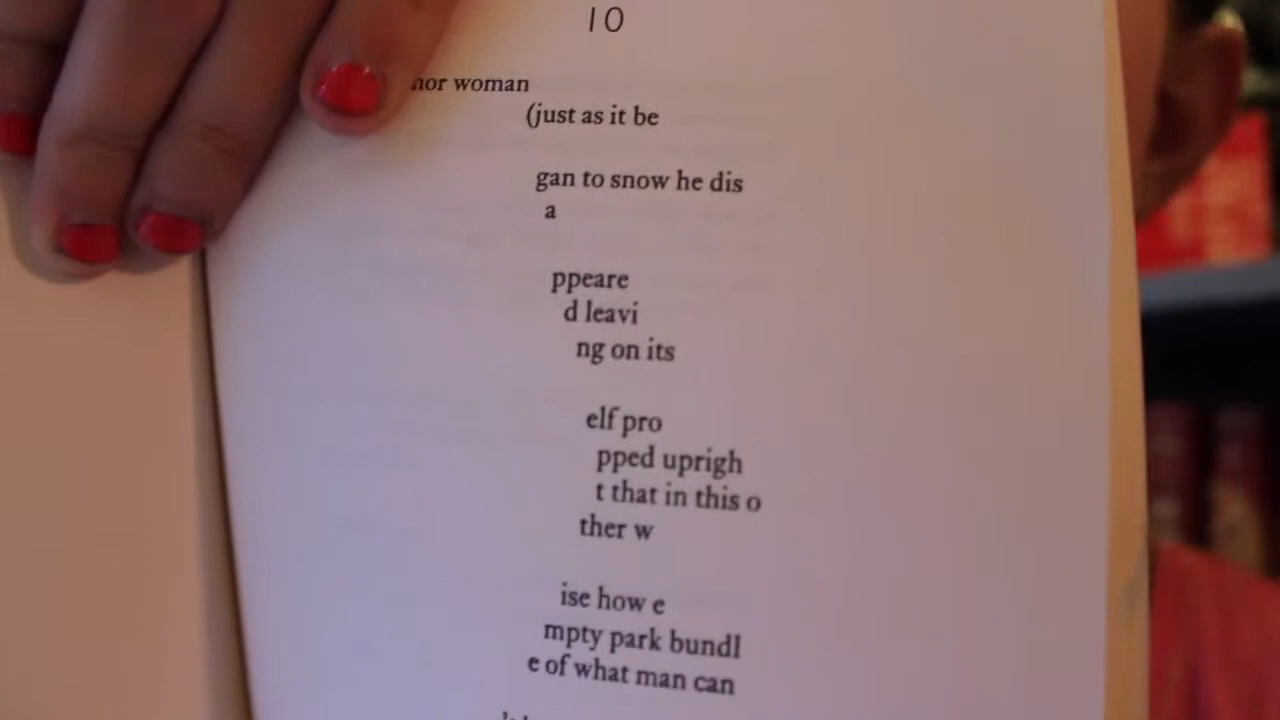 10
nor woman
(just as it be
gan to snow he dis
a
ppeare
d leavi
ng on its
elf pro
pped uprigh
t that in this o
ther w
ise how e
mpty park bundl
e of what man can